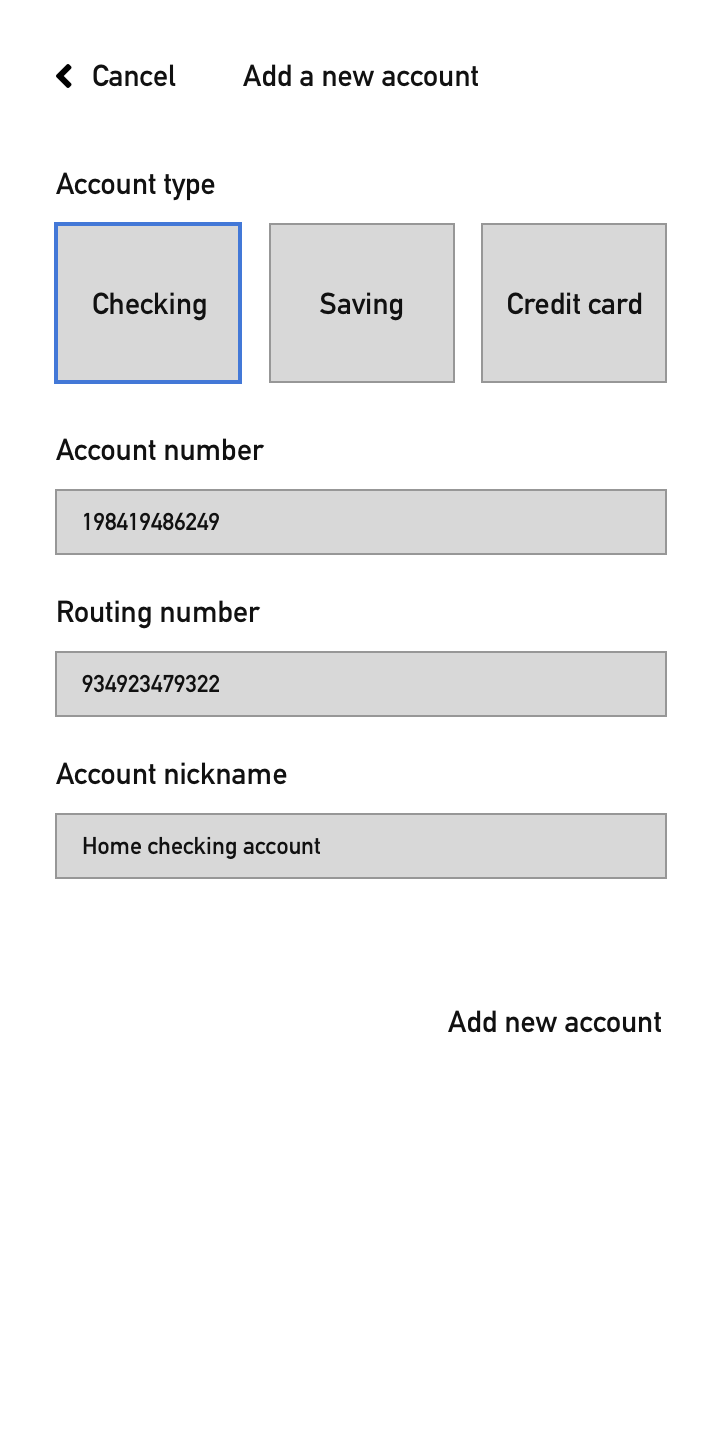 Cancel Add a new account
Account type
Checking Saving Credit card
Account number
198419486249
Routing number
934923479322
Account nickname
Home checking account
Add new account